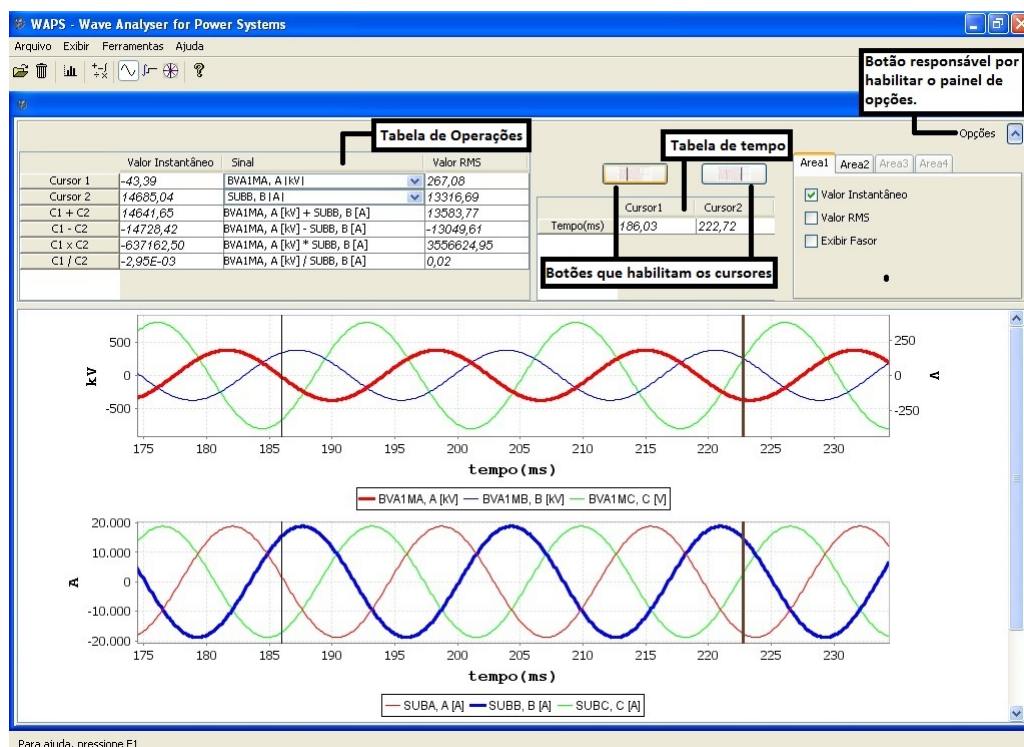 WAPS - Wave Analyser for Power Systems
Arquivo Exibir Ferramentas Ajuda
Botão responsável por
habilitar o painel de
opções.
Opções
Tabela de Operações
Tabela de tempo
Valor Instantâneo Sinal Valor RMS
Cursor 1 -43,39 BVA1MA, A [kV] 267,08
Cursor 2 14685,04 SUBB, B [A] 13316,69
C1 + C2 14641,65 BVA1MA, A [kV] + SUBB, B [A] 13583,77
C1 - C2 -14728,42 BVA1MA, A [kV] - SUBB, B [A] -13049,61
C1 x C2 -637162,50 BVA1MA, A [kV] * SUBB, B [A] 3556624,95
C1 / C2 -2,95E-03 BVA1MA, A [kV] / SUBB, B [A] 0,02
Cursor1 Cursor2
Tempo(ms) 186,03 222,72
Botões que habilitam os cursores
Area1 Area2 Area3 Area4
Valor Instantâneo
Valor RMS
Exibir Fasor
500
0
-500
kV
250
0
-250
V
175 180 185 190 195 200 205 210 215 220 225 230
tempo(ms)
BVA1MA, A [kV] BVA1MB, B [kV] BVA1MC, C [V]
20.000
10.000
0
-10.000
-20.000
A
175 180 185 190 195 200 205 210 215 220 225 230
tempo(ms)
SUBA, A [A] SUBB, B [A] SUBC, C [A]
Para ajuda, pressione F1